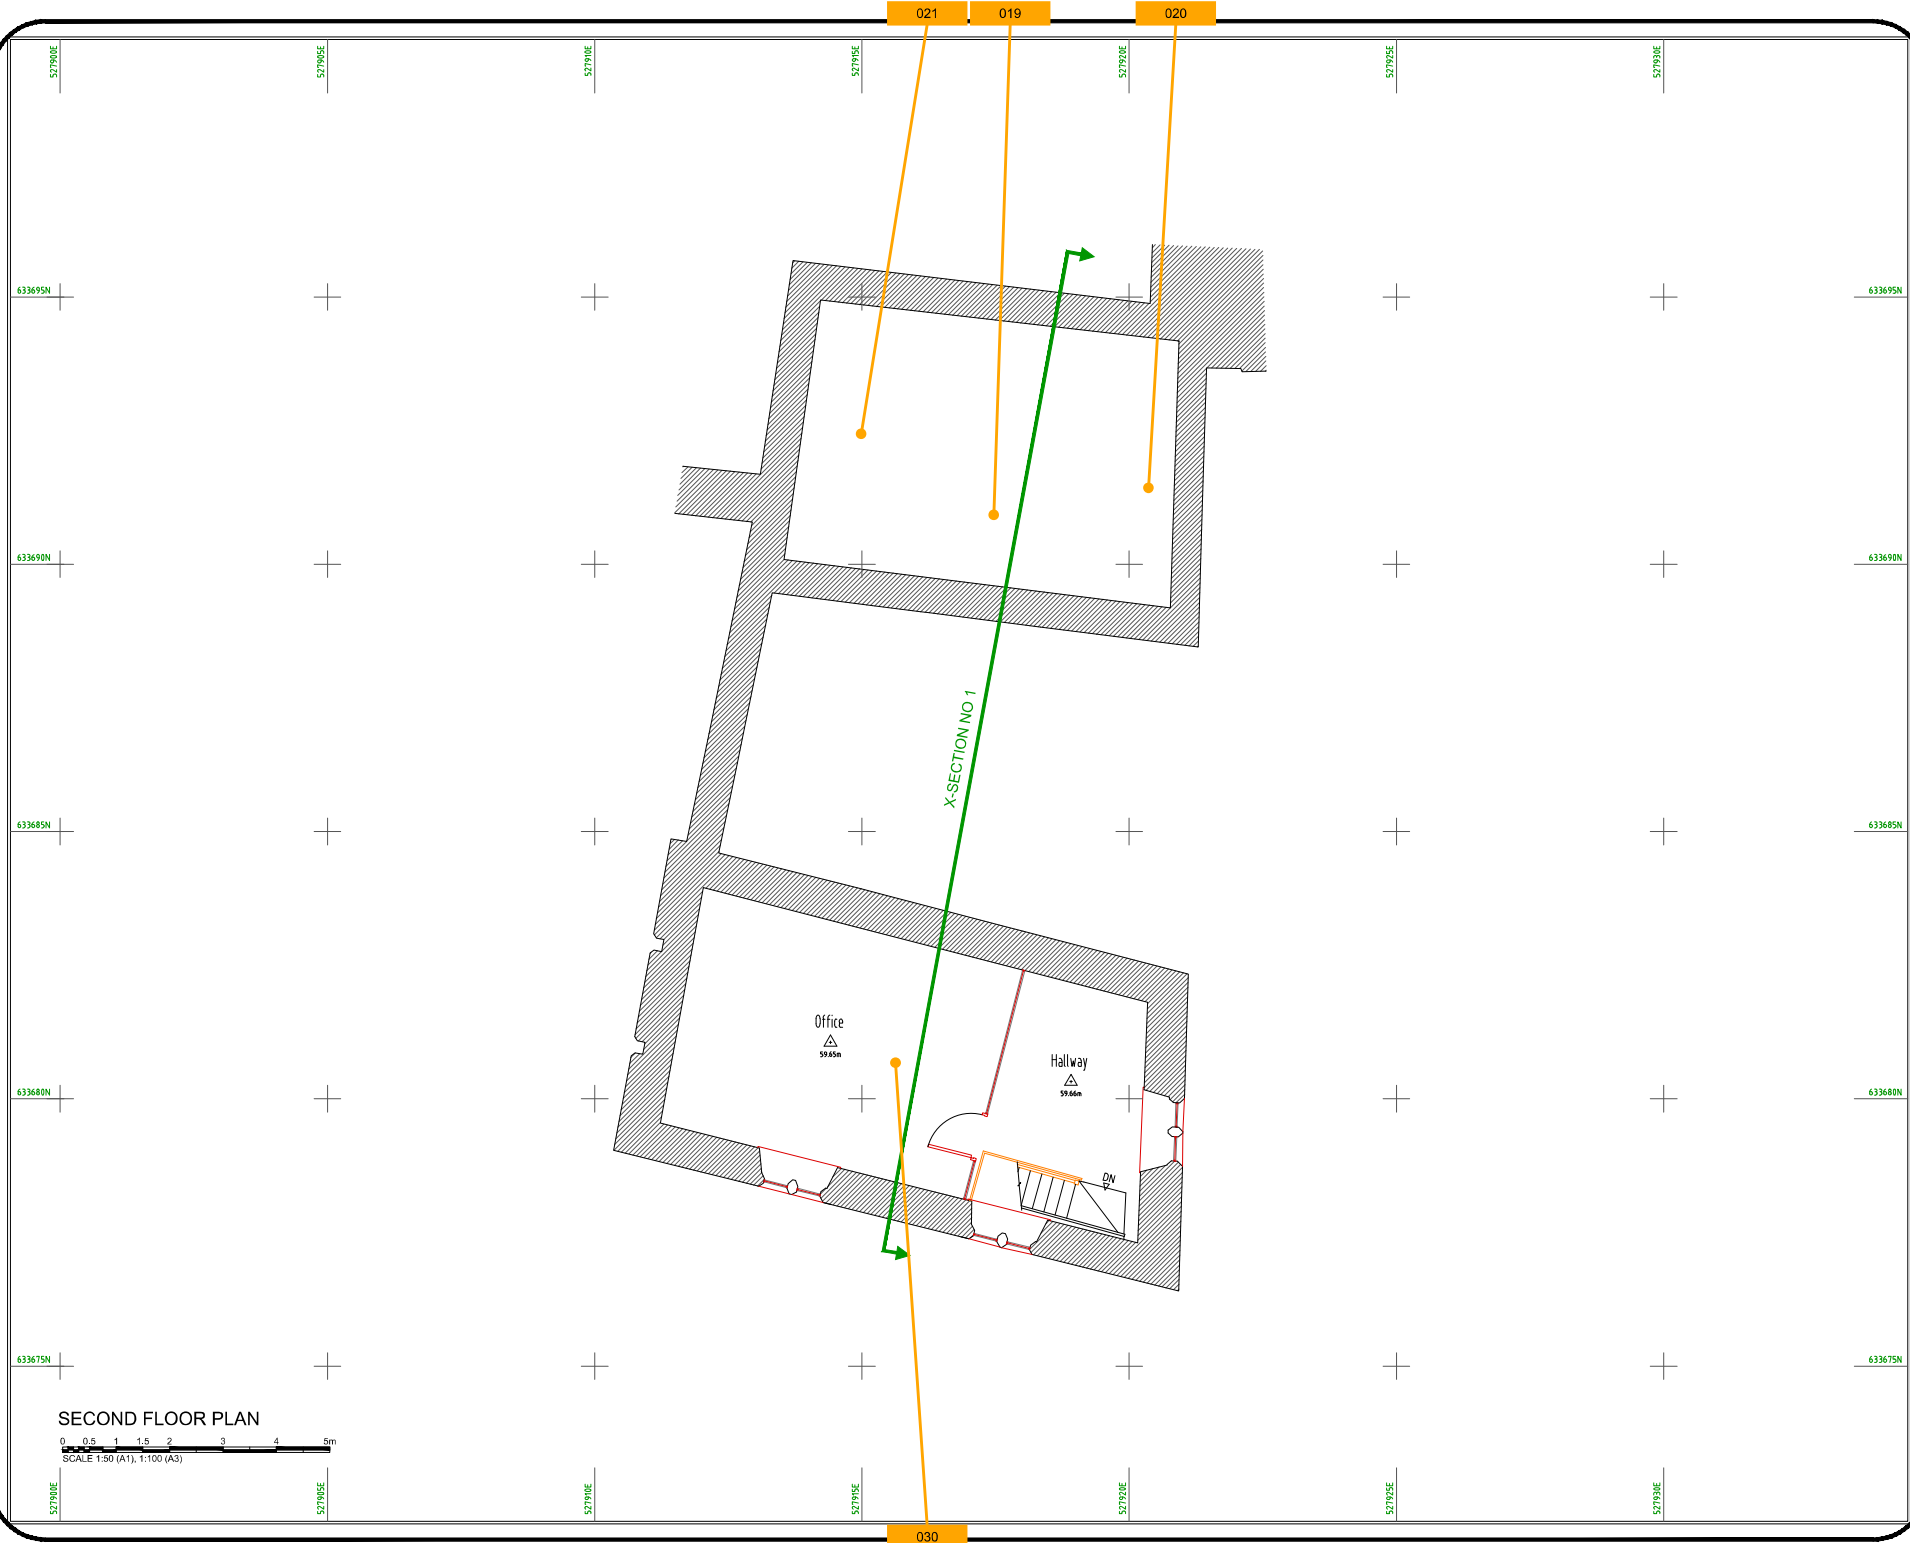 021 019 020
527900E 527905E 527910E 527915E 527920E 527925E 527930E
633695N 633695N
633690N 633690N
X-SECTION NO 1
633685N 633685N
Office
59.65m
Hallway
59.66m
633680N 633680N
DN
633675N 633675N
SECOND FLOOR PLAN
0 0.5 1 1.5 2 3 4 5m
SCALE 1:50 (A1), 1:100 (A3)
527900E 527905E 527910E 527915E 527920E 527925E 527930E
030